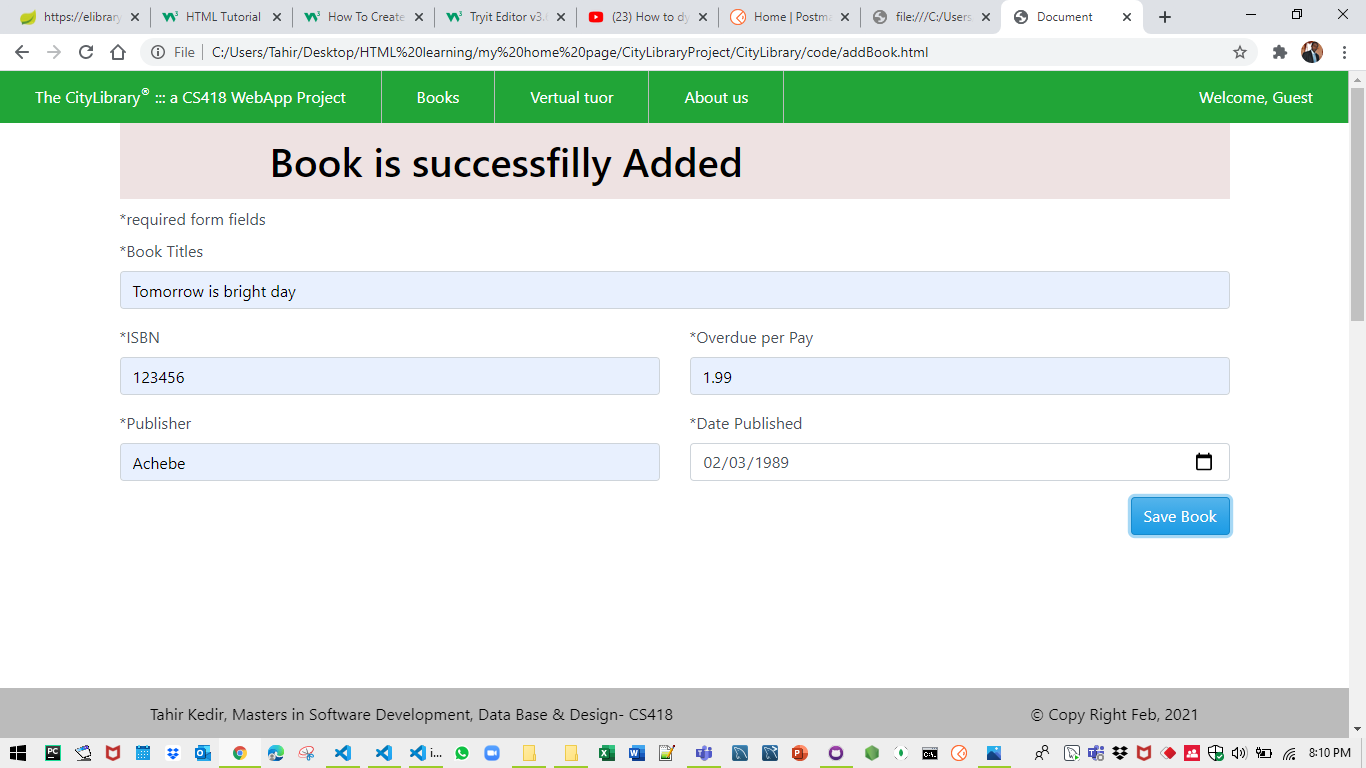 https://elibrary
HTML Tutorial
How To Create
Tryit Editor v3.
(23) How to dy
Home | Postma
file:///C:/Users
Document
File
C:/Users/Tahir/Desktop/HTML%20learning/my%20home%20page/CityLibraryProject/CityLibrary/code/addBook.html
The CityLibrary® ::: a CS418 WebApp Project
Books
Vertual tuor
About us
Welcome, Guest
Book is successfilly Added
*required form fields
*Book Titles
Tomorrow is bright day
*ISBN
*Overdue per Pay
123456
1.99
*Publisher
*Date Published
Achebe
02/03/1989
Save Book
Tahir Kedir, Masters in Software Development, Data Base & Design- CS418
© Copy Right Feb, 2021
i...
8:10 PM